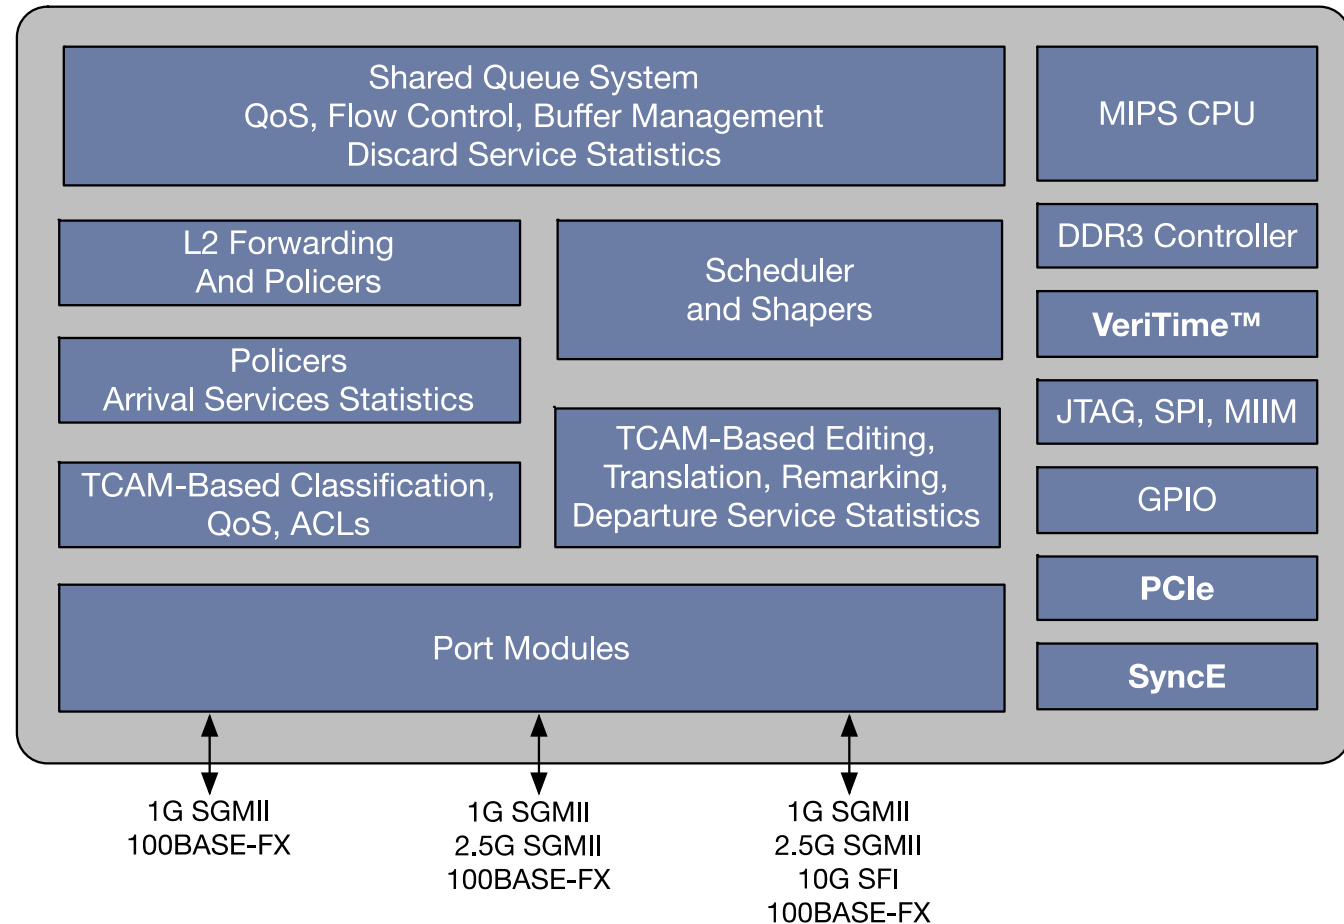 Shared Queue System
QoS, Flow Control, Buffer Management
Discard Service Statistics
MIPS CPU
L2 Forwarding
And Policers
Scheduler
and Shapers
DDR3 Controller
VeriTime™
Policers
Arrival Services Statistics
JTAG, SPI, MIIM
TCAM-Based Editing,
Translation, Remarking,
Departure Service Statistics
TCAM-Based Classification,
QoS, ACLs
GPIO
PCIe
Port Modules
SyncE
1G SGMII
100BASE-FX
1G SGMII
2.5G SGMII
100BASE-FX
1G SGMII
2.5G SGMII
10G SFI
100BASE-FX